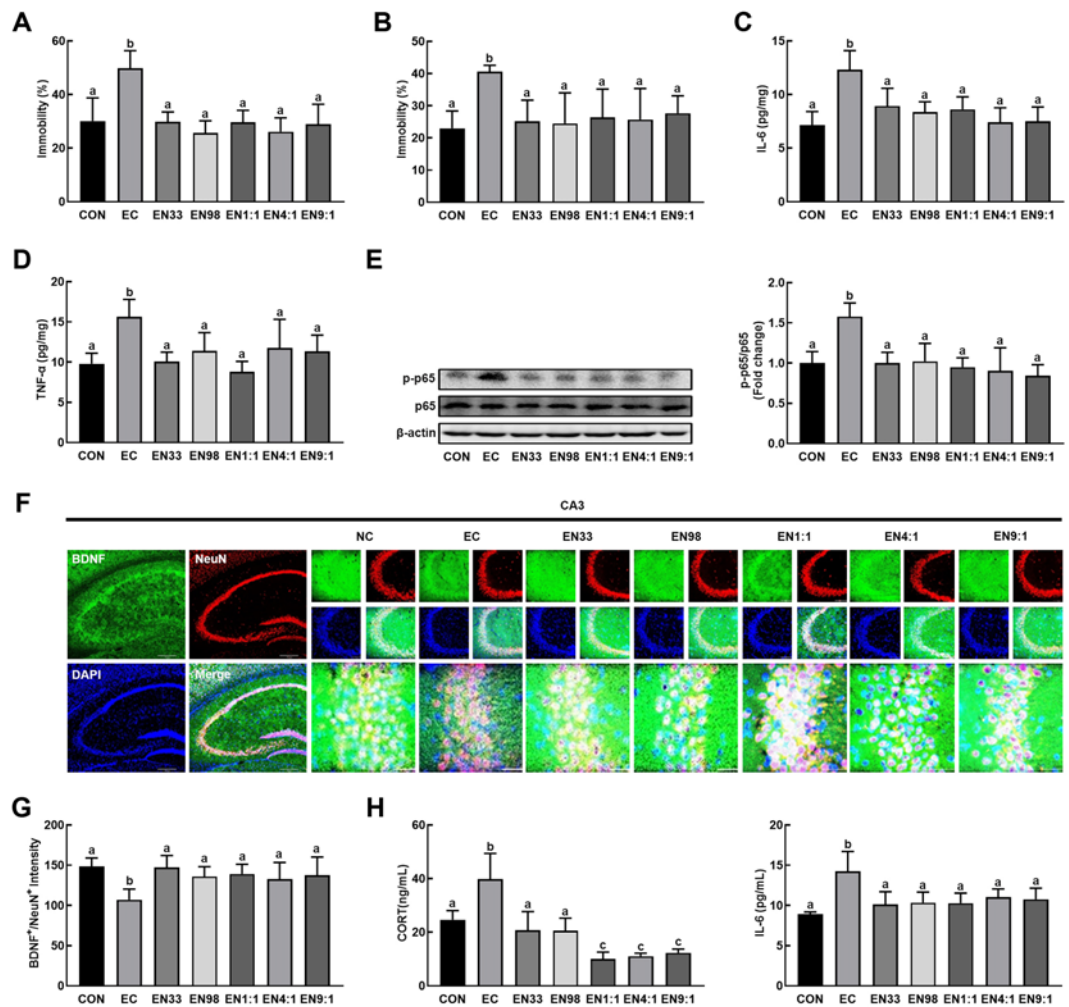 A
Immobility (%)
60
40
20
0
a
b
a
a
a
a
a
CON EC EN33 EN98 EN1:1 EN4:1 EN9:1
B
Immobility (%)
50
40
30
20
10
0
a
b
a
a
a
a
a
CON EC EN33 EN98 EN1:1 EN4:1 EN9:1
C
IL-6 (pg/mg)
15
10
5
0
a
b
a
a
a
a
a
CON EC EN33 EN98 EN1:1 EN4:1 EN9:1
D
TNF-α (pg/mg)
20
15
10
5
0
a
b
a
a
a
a
a
CON EC EN33 EN98 EN1:1 EN4:1 EN9:1
E
p-p65
p65
β-actin
CON EC EN33 EN98 EN1:1 EN4:1 EN9:1
p-p65/p65
(Fold change)
2.0
1.5
1.0
0.5
0.0
a
b
a
a
a
a
a
CON EC EN33 EN98 EN1:1 EN4:1 EN9:1
F
CA3
NC EC EN33 EN98 EN1:1 EN4:1 EN9:1
BDNF NeuN
DAPI Merge
G
BDNF+/NeuN+ Intensity
200
150
100
50
0
a
b
a
a
a
a
a
CON EC EN33 EN98 EN1:1 EN4:1 EN9:1
H
CORT(ng/mL)
60
40
20
0
a
b
a
a
c
c
c
CON EC EN33 EN98 EN1:1 EN4:1 EN9:1
IL-6 (pg/mL)
20
15
10
5
0
a
b
a
a
a
a
a
CON EC EN33 EN98 EN1:1 EN4:1 EN9:1